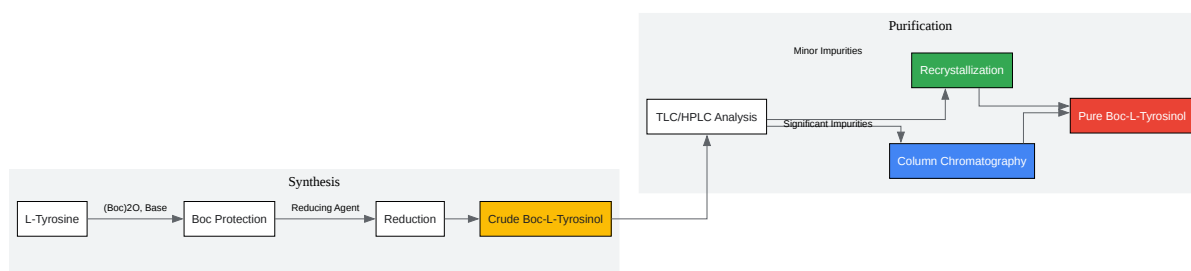 Purification
Minor Impurities
Recrystallization
TLC/HPLC Analysis
Significant Impurities
Pure Boc-L-Tyrosinol
Column Chromatography
Synthesis
L-Tyrosine
(Boc)2O, Base
Boc Protection
Reducing Agent
Reduction
Crude Boc-L-Tyrosinol